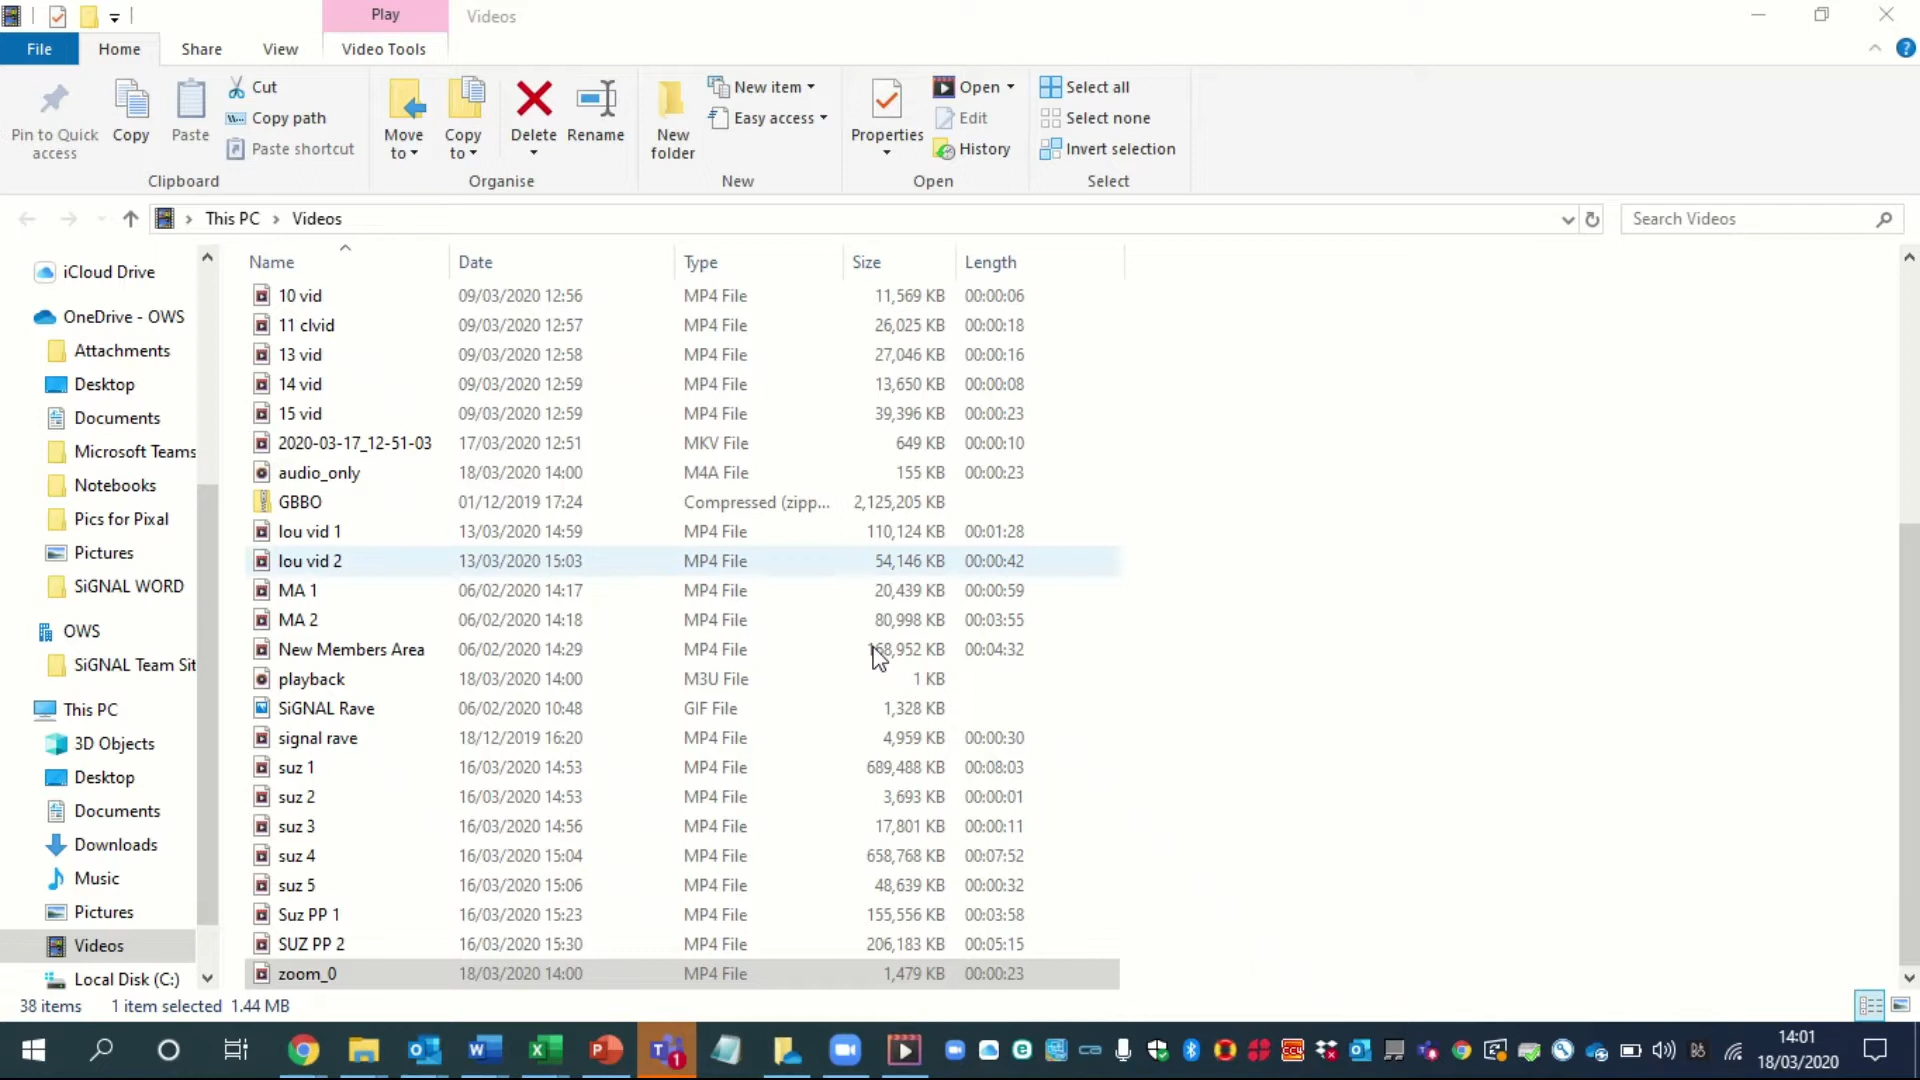 Play
Videos
File
Home
Share
View
Video Tools
Pin to Quick access
Copy
Paste
Cut
Copy path
Paste shortcut
Clipboard
Move to
Copy to
Delete
Rename
Organise
New folder
New item
Easy access
New
Properties
Open
Edit
History
Open
Select all
Select none
Invert selection
Select
This PC > Videos
Search Videos
iCloud Drive
OneDrive - OWS
Attachments
Desktop
Documents
Microsoft Teams
Notebooks
Pics for Pixal
Pictures
SiGNAL WORD
OWS
SiGNAL Team Sit
This PC
3D Objects
Desktop
Documents
Downloads
Music
Pictures
Videos
Local Disk (C:)
Name Date Type Size Length
10 vid 09/03/2020 12:56 MP4 File 11,569 KB 00:00:06
11 clvid 09/03/2020 12:57 MP4 File 26,025 KB 00:00:18
13 vid 09/03/2020 12:58 MP4 File 27,046 KB 00:00:16
14 vid 09/03/2020 12:59 MP4 File 13,650 KB 00:00:08
15 vid 09/03/2020 12:59 MP4 File 39,396 KB 00:00:23
2020-03-17_12-51-03 17/03/2020 12:51 MKV File 649 KB 00:00:10
audio_only 18/03/2020 14:00 M4A File 155 KB 00:00:23
GBBO 01/12/2019 17:24 Compressed (zipp... 2,125,205 KB
lou vid 1 13/03/2020 14:59 MP4 File 110,124 KB 00:01:28
lou vid 2 13/03/2020 15:03 MP4 File 54,146 KB 00:00:42
MA 1 06/02/2020 14:17 MP4 File 20,439 KB 00:00:59
MA 2 06/02/2020 14:18 MP4 File 80,998 KB 00:03:55
New Members Area 06/02/2020 14:29 MP4 File 168,952 KB 00:04:32
playback 18/03/2020 14:00 M3U File 1 KB
SiGNAL Rave 06/02/2020 10:48 GIF File 1,328 KB
signal rave 18/12/2019 16:20 MP4 File 4,959 KB 00:00:30
suz 1 16/03/2020 14:53 MP4 File 689,488 KB 00:08:03
suz 2 16/03/2020 14:53 MP4 File 3,693 KB 00:00:01
suz 3 16/03/2020 14:56 MP4 File 17,801 KB 00:00:11
suz 4 16/03/2020 15:04 MP4 File 658,768 KB 00:07:52
suz 5 16/03/2020 15:06 MP4 File 48,639 KB 00:00:32
Suz PP 1 16/03/2020 15:23 MP4 File 155,556 KB 00:03:58
SUZ PP 2 16/03/2020 15:30 MP4 File 206,183 KB 00:05:15
zoom_0 18/03/2020 14:00 MP4 File 1,479 KB 00:00:23
38 items 1 item selected 1.44 MB
14:01
18/03/2020